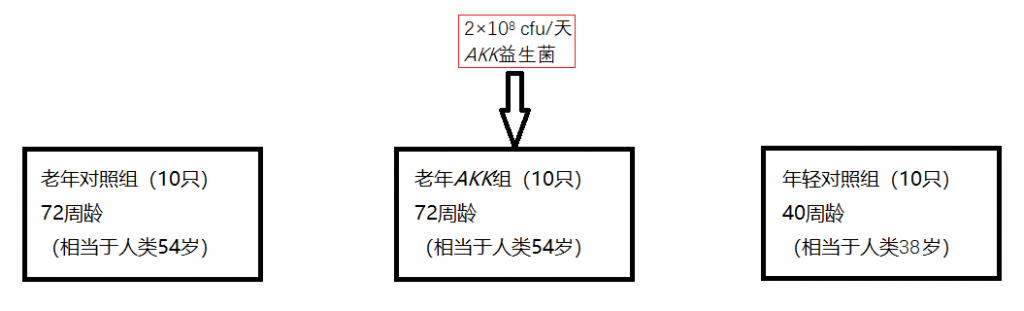 2×10⁸ cfu/天
AKK益生菌
老年对照组（10只）
72周龄
（相当于人类54岁）
老年AKK组（10只）
72周龄
（相当于人类54岁）
年轻对照组（10只）
40周龄
（相当于人类38岁）